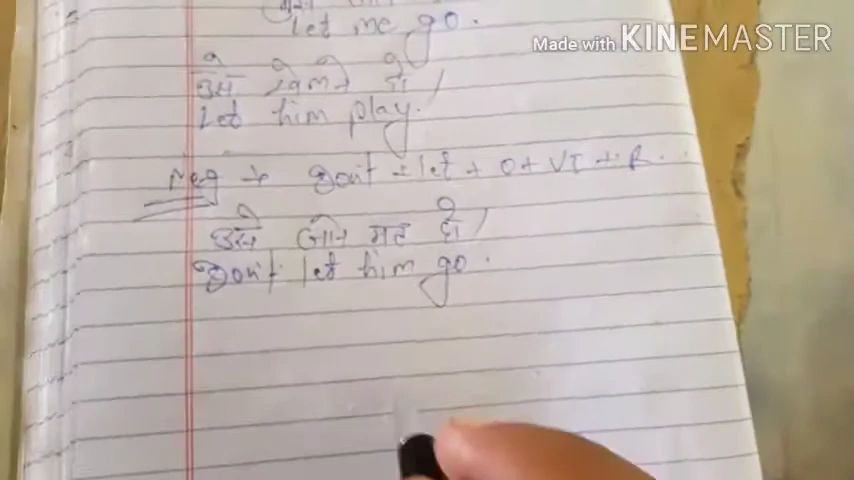 Let me go.
Made with KINEMASTER
उसे खेलने दो।
Let him play.
Neg → Don't + let + O + VI + R.
उसे जाने मत दो।
Don't let him go.